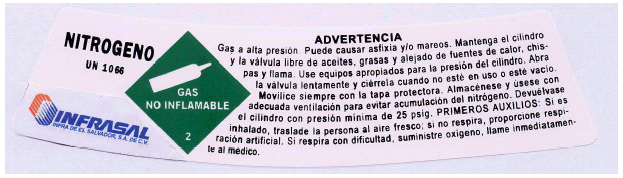 NITROGENO
UN 1066
GAS
NO INFLAMABLE
2
INFRASAL
INFRA DE EL SALVADOR, S.A. DE C.V.
ADVERTENCIA
Gas a alta presión. Puede causar asfixia y/o mareos. Mantenga el cilindro
y la válvula libre de aceites, grasas y alejado de fuentes de calor, chis-
pas y flama. Use equipos apropiados para la presión del cilindro. Abra
la válvula lentamente y ciérrela cuando no esté en uso o esté vacío.
Movilice siempre con la tapa protectora. Almacénese y úsese con
adecuada ventilación para evitar acumulación del nitrógeno. Devuélvase
el cilindro con presión mínima de 25 psig. PRIMEROS AUXILIOS: Si es
inhalado, traslade la persona al aire fresco; si no respira, proporcione respi-
ración artificial. Si respira con dificultad, suministre oxígeno, llame inmediatamen-
te al médico.